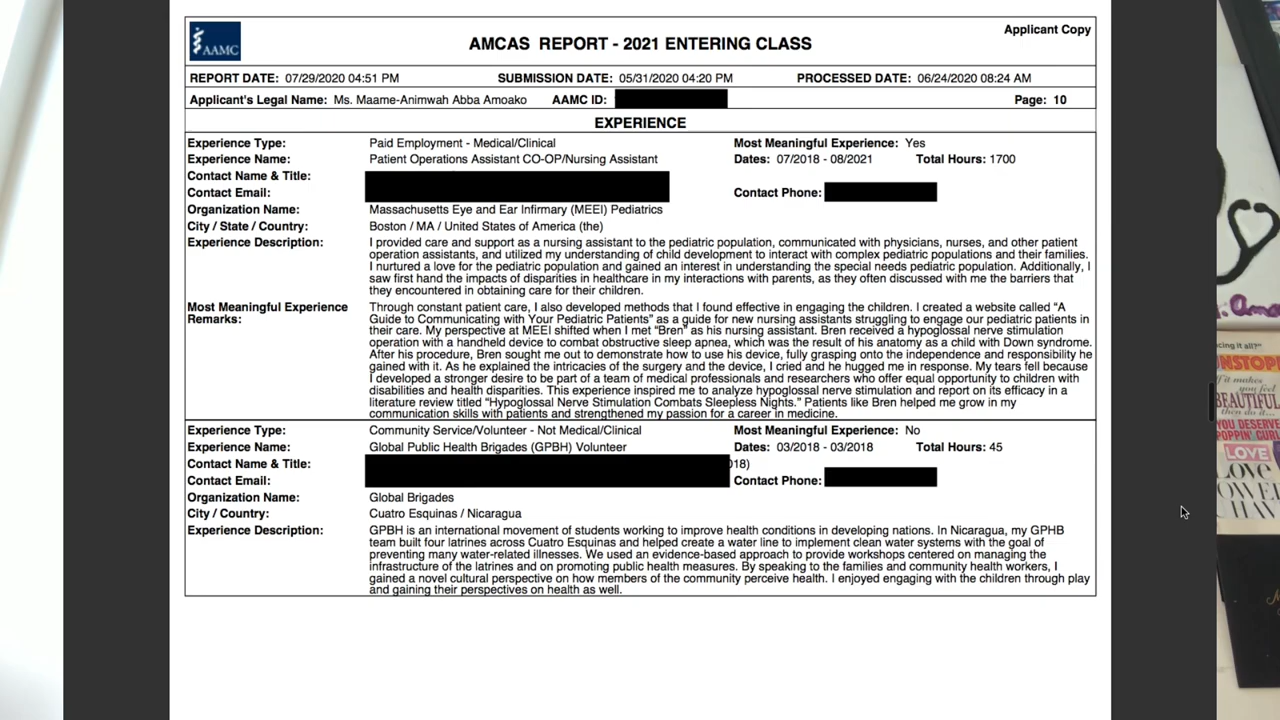 AAMC
AMCAS REPORT - 2021 ENTERING CLASS
Applicant Copy
REPORT DATE: 07/29/2020 04:51 PM SUBMISSION DATE: 05/31/2020 04:20 PM PROCESSED DATE: 06/24/2020 08:24 AM
Applicant's Legal Name: Ms. Maame-Animwah Abba Amoako AAMC ID: Page: 10
EXPERIENCE
Experience Type: Paid Employment - Medical/Clinical Most Meaningful Experience: Yes
Experience Name: Patient Operations Assistant CO-OP/Nursing Assistant Dates: 07/2018 - 08/2021 Total Hours: 1700
Contact Name & Title:
Contact Email: Contact Phone:
Organization Name: Massachusetts Eye and Ear Infirmary (MEEI) Pediatrics
City / State / Country: Boston / MA / United States of America (the)
Experience Description: I provided care and support as a nursing assistant to the pediatric population, communicated with physicians, nurses, and other patient
operation assistants, and utilized my understanding of child development to interact with complex pediatric populations and their families.
I nurtured a love for the pediatric population and gained an interest in understanding the special needs pediatric population. Additionally, I
saw first hand the impacts of disparities in healthcare in my interactions with parents, as they often discussed with me the barriers that
they encountered in obtaining care for their children.
Most Meaningful Experience Through constant patient care, I also developed methods that I found effective in engaging the children. I created a website called “A
Remarks: Guide to Communicating with Your Pediatric Patients” as a guide for new nursing assistants struggling to engage our pediatric patients in
their care. My perspective at MEEI shifted when I met “Bren” as his nursing assistant. Bren received a hypoglossal nerve stimulation
operation with a handheld device to combat obstructive sleep apnea, which was the result of his anatomy as a child with Down syndrome.
After his procedure, Bren sought me out to demonstrate how to use his device, fully grasping onto the independence and responsibility he
gained with it. As he explained the intricacies of the surgery and the device, I cried and he hugged me in response. My tears fell because
I developed a stronger desire to be part of a team of medical professionals and researchers who offer equal opportunity to children with
disabilities and health disparities. This experience inspired me to analyze hypoglossal nerve stimulation and report on its efficacy in a
literature review titled “Hypoglossal Nerve Stimulation Combats Sleepless Nights.” Patients like Bren helped me grow in my
communication skills with patients and strengthened my passion for a career in medicine.
Experience Type: Community Service/Volunteer - Not Medical/Clinical Most Meaningful Experience: No
Experience Name: Global Public Health Brigades (GPBH) Volunteer Dates: 03/2018 - 03/2018 Total Hours: 45
Contact Name & Title: 018)
Contact Email: Contact Phone:
Organization Name: Global Brigades
City / Country: Cuatro Esquinas / Nicaragua
Experience Description: GPBH is an international movement of students working to improve health conditions in developing nations. In Nicaragua, my GPHB
team built four latrines across Cuatro Esquinas and helped create a water line to implement clean water systems with the goal of
preventing many water-related illnesses. We used an evidence-based approach to provide workshops centered on managing the
infrastructure of the latrines and on promoting public health measures. By speaking to the families and community health workers, I
gained a novel cultural perspective on how members of the community perceive health. I enjoyed engaging with the children through play
and gaining their perspectives on health as well.
cing it all?"
UNSTOP
if it makes
you feel
BEAUTIFUL
then do it...
YOU DESERVE
POPPIN' CURL
LOVE
LOVE